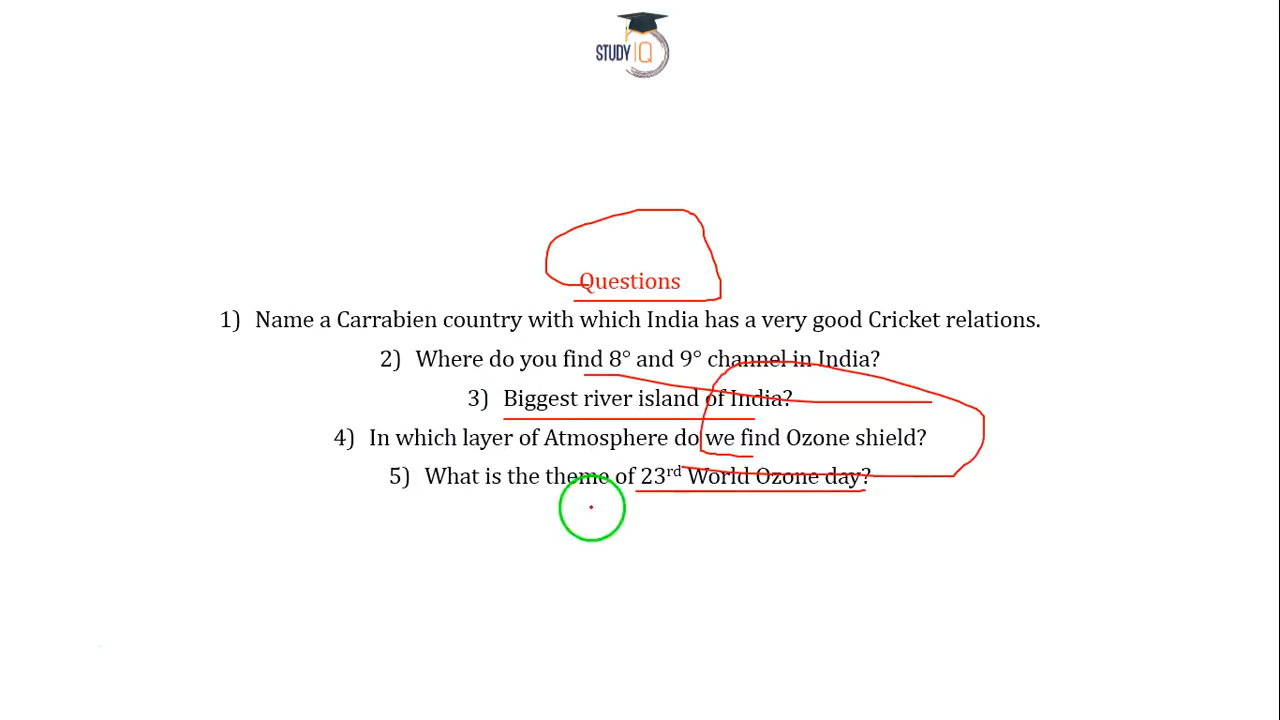 STUDY IQ
Questions
1) Name a Carrabien country with which India has a very good Cricket relations.
2) Where do you find 8° and 9° channel in India?
3) Biggest river island of India?
4) In which layer of Atmosphere do we find Ozone shield?
5) What is the theme of 23rd World Ozone day?